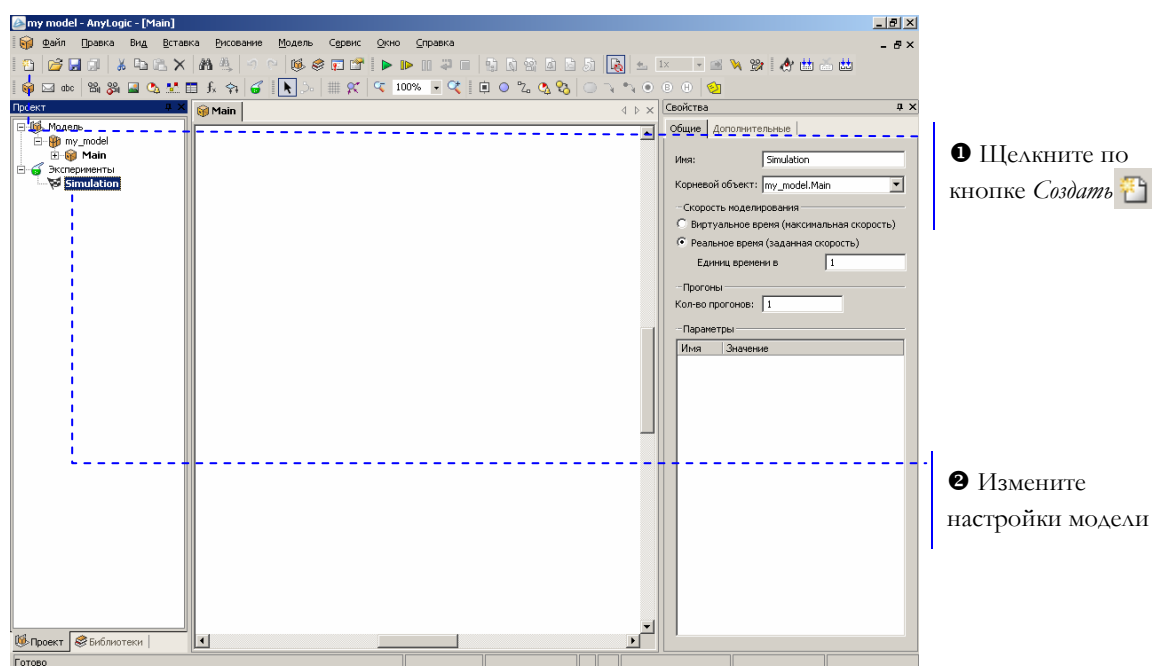 my model - AnyLogic - [Main]
Файл Правка Вид Вставка Рисование Модель Сервис Окно Справка
1x
abc 100%
Проект
Main
Свойства
Модель
my_model
Main
Эксперименты
Simulation
Общие Дополнительные
Имя: Simulation
Корневой объект: my_model.Main
Скорость моделирования
Виртуальное время (максимальная скорость)
Реальное время (заданная скорость)
Единиц времени в 1
Прогоны
Кол-во прогонов: 1
Параметры
Имя Значение
Проект Библиотеки
Готово
❶ Щелкните по
кнопке Создать
❷ Измените
настройки модели